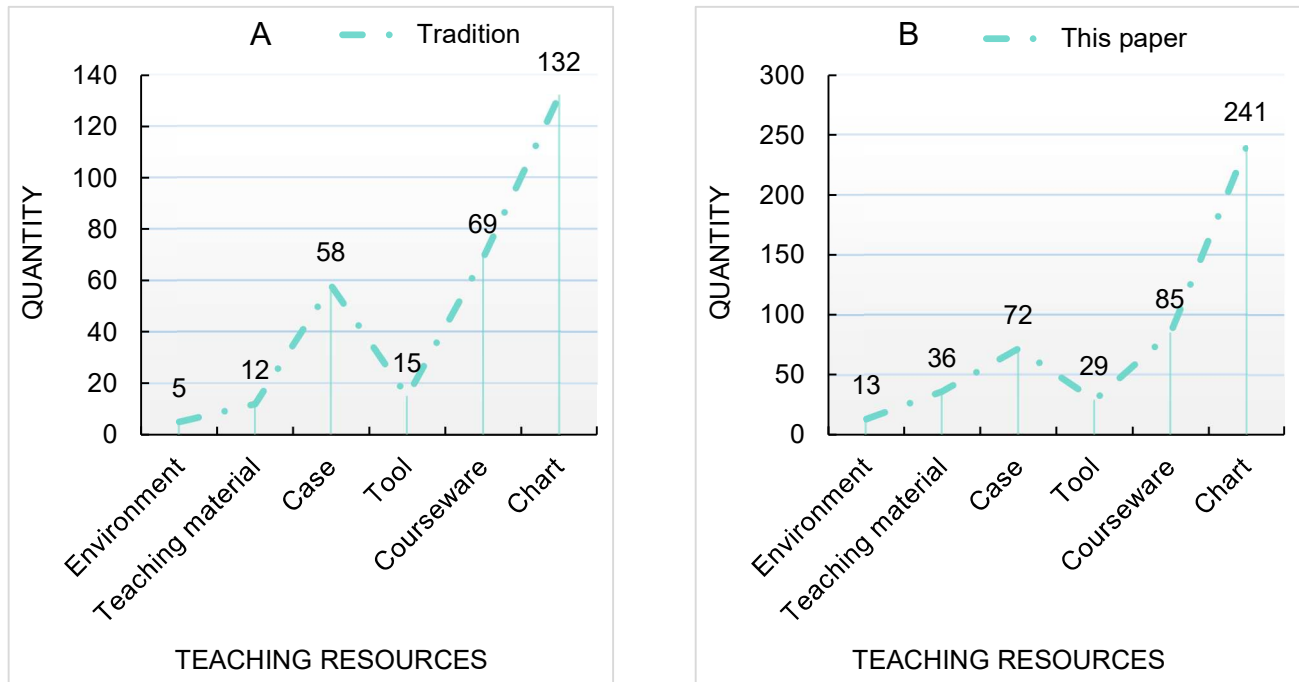 A
Tradition
QUANTITY
140
120
100
80
60
40
20
0
5
12
58
15
69
132
Environment
Teaching material
Case
Tool
Courseware
Chart
TEACHING RESOURCES
B
This paper
QUANTITY
300
250
200
150
100
50
0
13
36
72
29
85
241
Environment
Teaching material
Case
Tool
Courseware
Chart
TEACHING RESOURCES